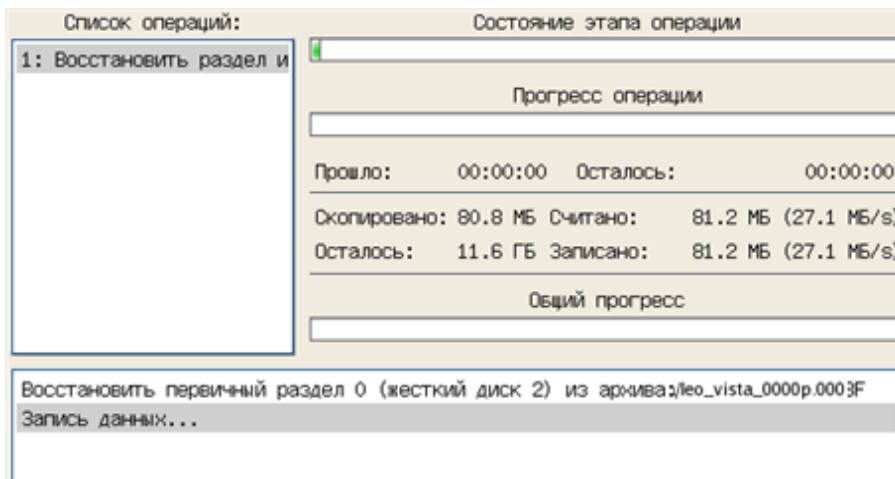 Список операций:
Состояние этапа операции
1: Восстановить раздел и
Прогресс операции
Прошло: 00:00:00 Осталось: 00:00:00
Скопировано: 80.8 МБ Считано: 81.2 МБ (27.1 МБ/s)
Осталось: 11.6 ГБ Записано: 81.2 МБ (27.1 МБ/s)
Общий прогресс
Восстановить первичный раздел 0 (жесткий диск 2) из архива:/leo_vista_0000p.000
Запись данных...